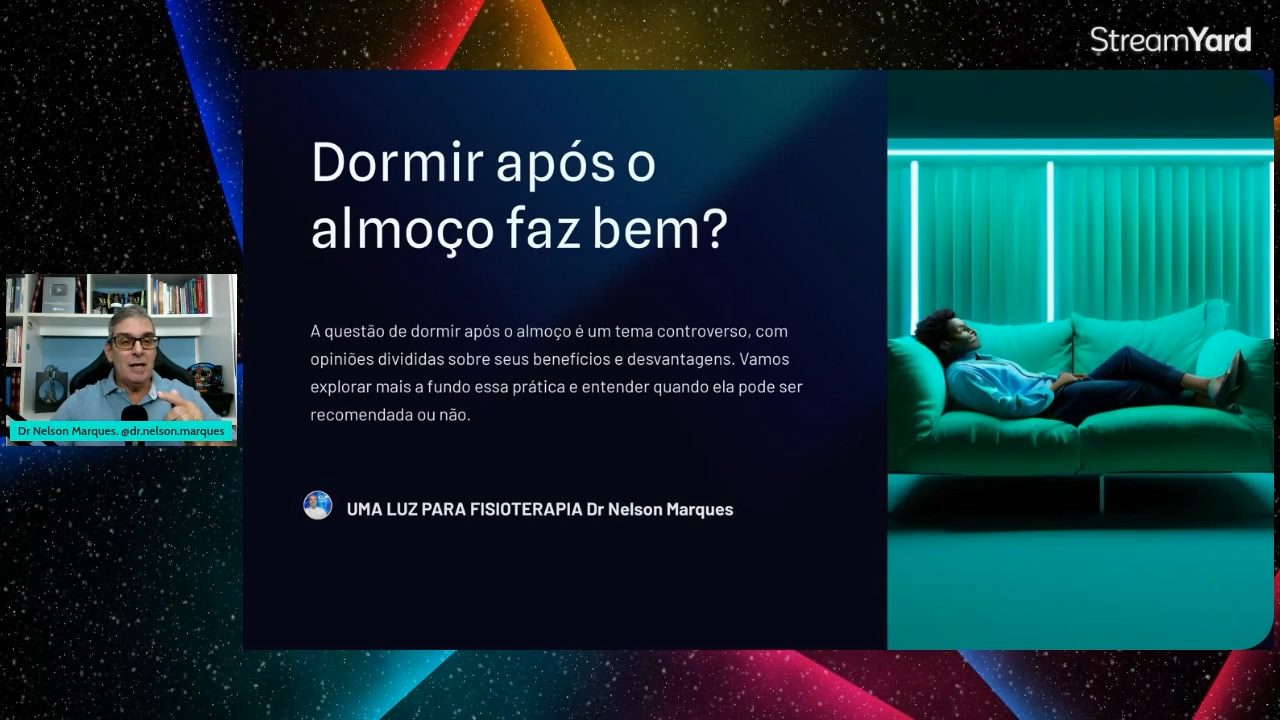 StreamYard
Dormir após o
almoço faz bem?
A questão de dormir após o almoço é um tema controverso, com
opiniões divididas sobre seus benefícios e desvantagens. Vamos
explorar mais a fundo essa prática e entender quando ela pode ser
recomendada ou não.
UMA LUZ PARA FISIOTERAPIA Dr Nelson Marques
Dr Nelson Marques. @dr.nelson.marques